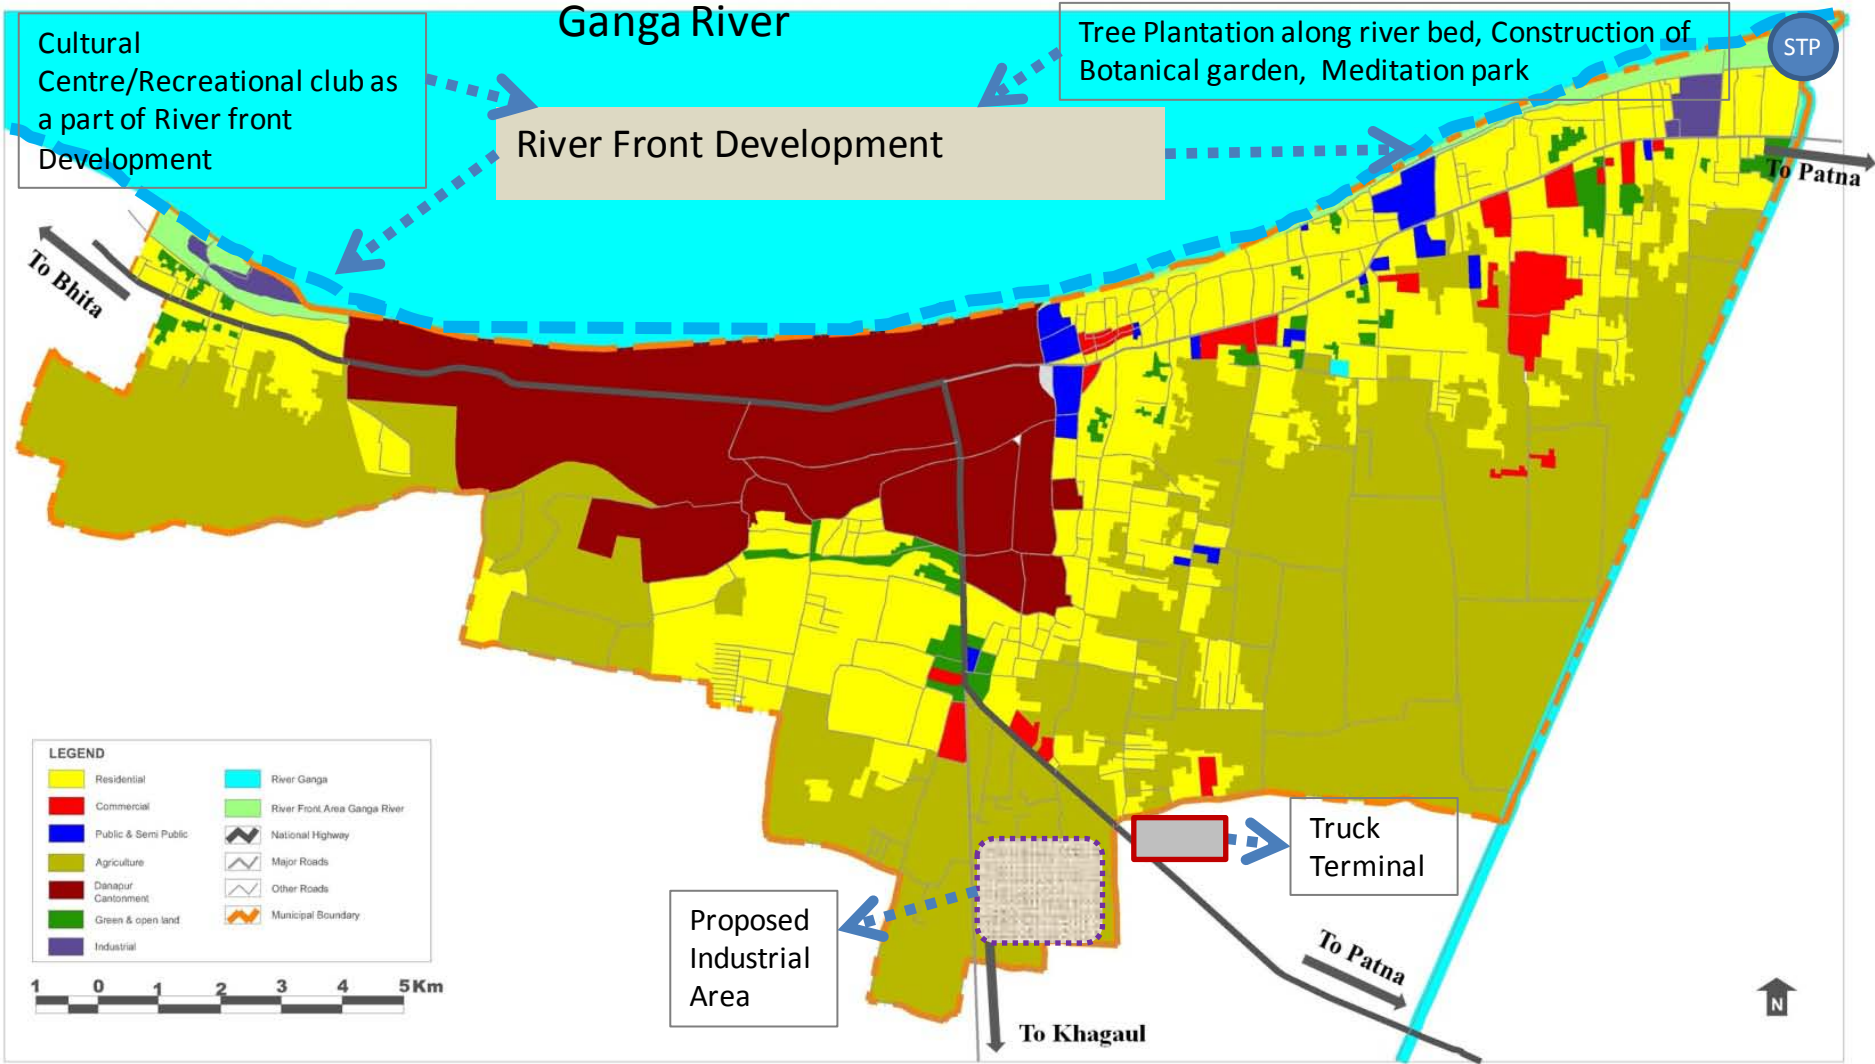 Ganga River
Cultural
Centre/Recreational club as
a part of River front
Development
Tree Plantation along river bed, Construction of
Botanical garden, Meditation park
STP
River Front Development
To Patna
To Bhita
LEGEND
Residential
Commercial
Public & Semi Public
Agriculture
Danapur
Cantonment
Green & open land
Industrial
River Ganga
River Front Area Ganga River
National Highway
Major Roads
Other Roads
Municipal Boundary
Truck
Terminal
Proposed
Industrial
Area
To Patna
To Khagaul
1 0 1 2 3 4 5 Km
N